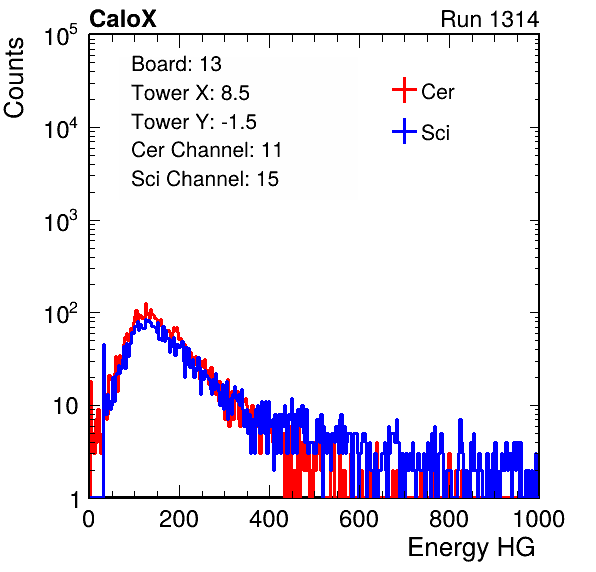 CaloX Run 1314
Counts
10^5
10^4
10^3
10^2
10
1
Board: 13
Tower X: 8.5
Tower Y: -1.5
Cer Channel: 11
Sci Channel: 15
Cer
Sci
0 200 400 600 800 1000
Energy HG